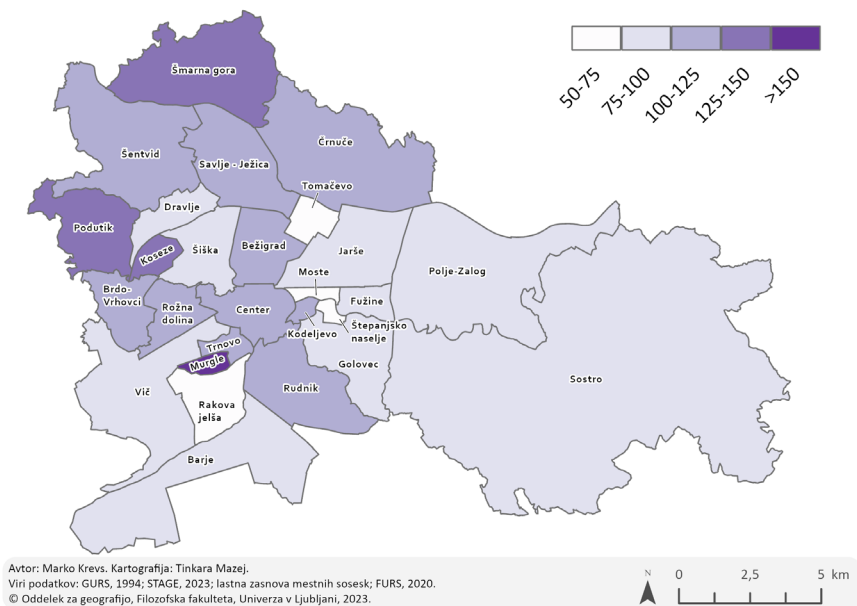 50-75
75-100
100-125
125-150
>150
Šmarna gora
Črnuče
Šentvid
Savlje - Ježica
Tomačevo
Dravlje
Podutik
Koseze
Šiška
Bežigrad
Jarše
Moste
Polje-Zalog
Brdo-
Vrhovci
Rožna
dolina
Center
Fužine
Kodeljevo
Štepanjsko
naselje
Trnovo
Murgle
Golovec
Vič
Rudnik
Sostro
Rakova
jelša
Barje
Avtor: Marko Krevs. Kartografija: Tinkara Mazej.
Viri podatkov: GURS, 1994; STAGE, 2023; lastna zasnova mestnih sosesk; FURS, 2020.
© Oddelek za geografijo, Filozofska fakulteta, Univerza v Ljubljani, 2023.
N
0 2,5 5 km